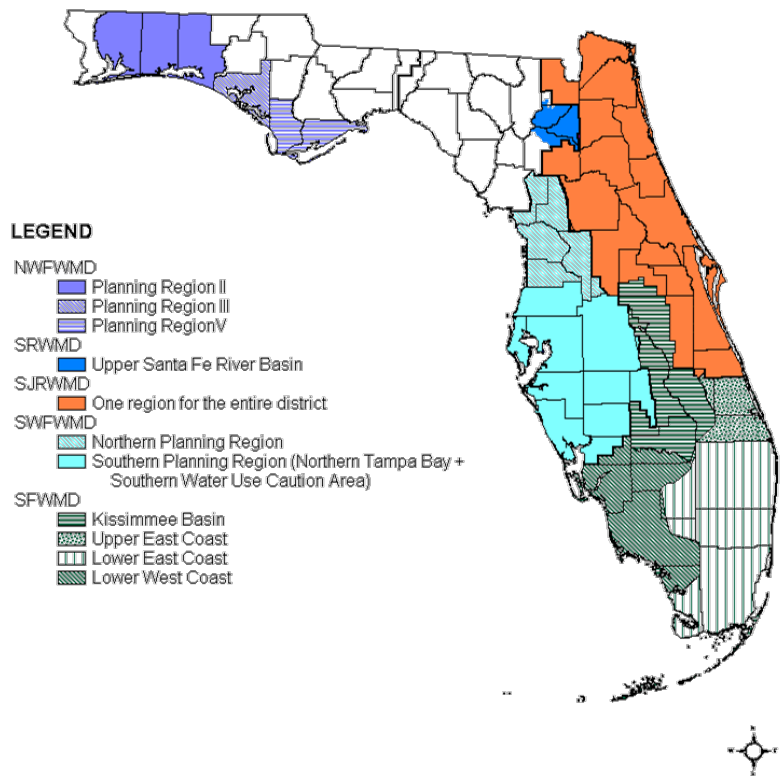 LEGEND
NWFWMD
Planning Region II
Planning Region III
Planning RegionV
SRWMD
Upper Santa Fe River Basin
SJRWMD
One region for the entire district
SWFWMD
Northern Planning Region
Southern Planning Region (Northern Tampa Bay +
Southern Water Use Caution Area)
SFWMD
Kissimmee Basin
Upper East Coast
Lower East Coast
Lower West Coast
N
W
S